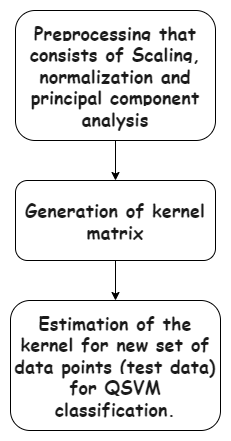 Preprocessing that
consists of Scaling,
normalization and
principal component
analysis
Generation of kernel
matrix
Estimation of the
kernel for new set of
data points (test data)
for QSVM
classification.